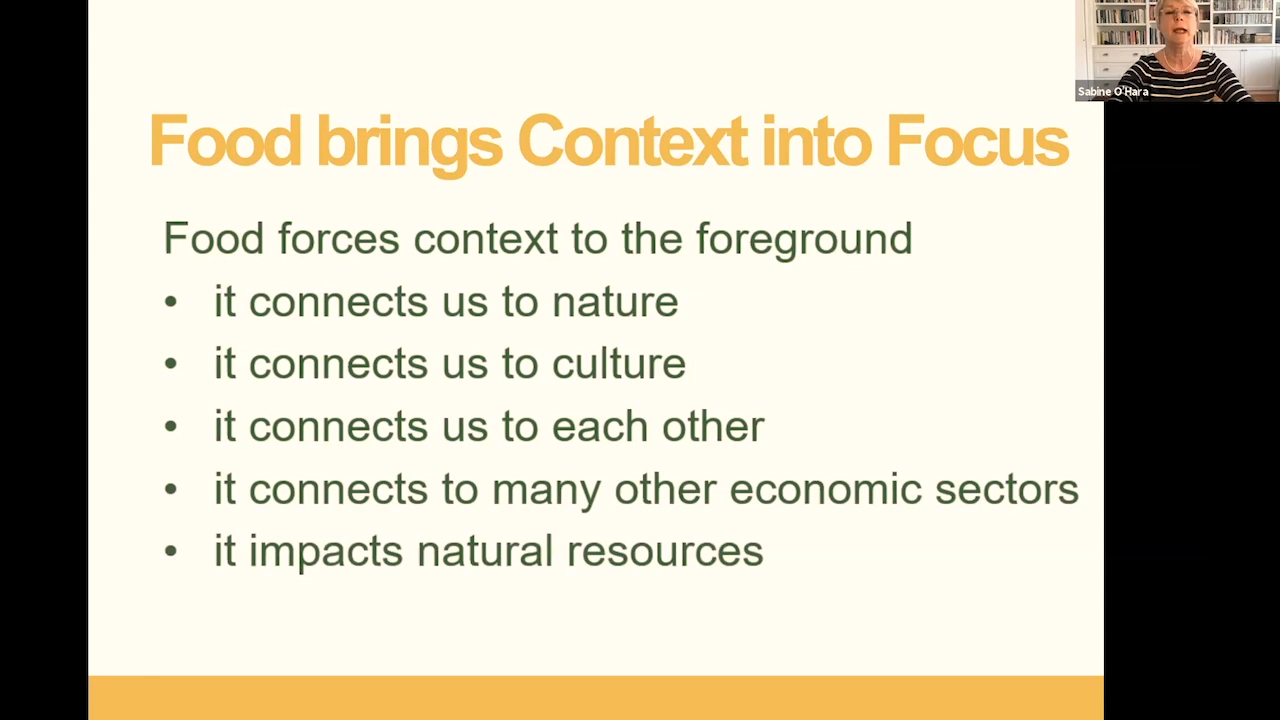 Sabine O'Hara
Food brings Context into Focus
Food forces context to the foreground
• it connects us to nature
• it connects us to culture
• it connects us to each other
• it connects to many other economic sectors
• it impacts natural resources